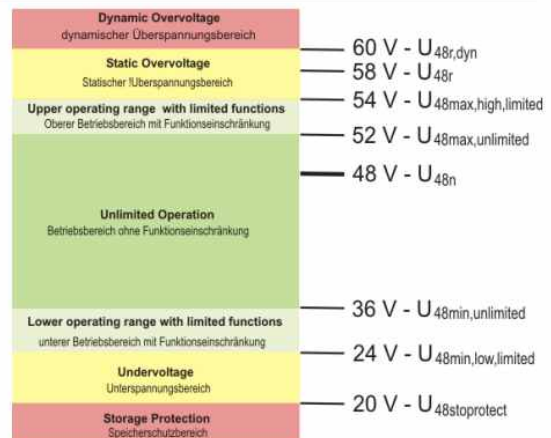 Dynamic Overvoltage
dynamischer Überspannungsbereich
60 V - U48r,dyn
Static Overvoltage
Statischer !Überspannungsbereich
58 V - U48r
54 V - U48max,high,limited
Upper operating range with limited functions
Oberer Betriebsbereich mit Funktionseinschränkung
52 V - U48max,unlimited
48 V - U48n
Unlimited Operation
Betriebsbereich ohne Funktionseinschränkung
36 V - U48min,unlimited
Lower operating range with limited functions
unterer Betriebsbereich mit Funktionseinschränkung
24 V - U48min,low,limited
Undervoltage
Unterspannungsbereich
20 V - U48stoprotect
Storage Protection
Speicherschutzbereich